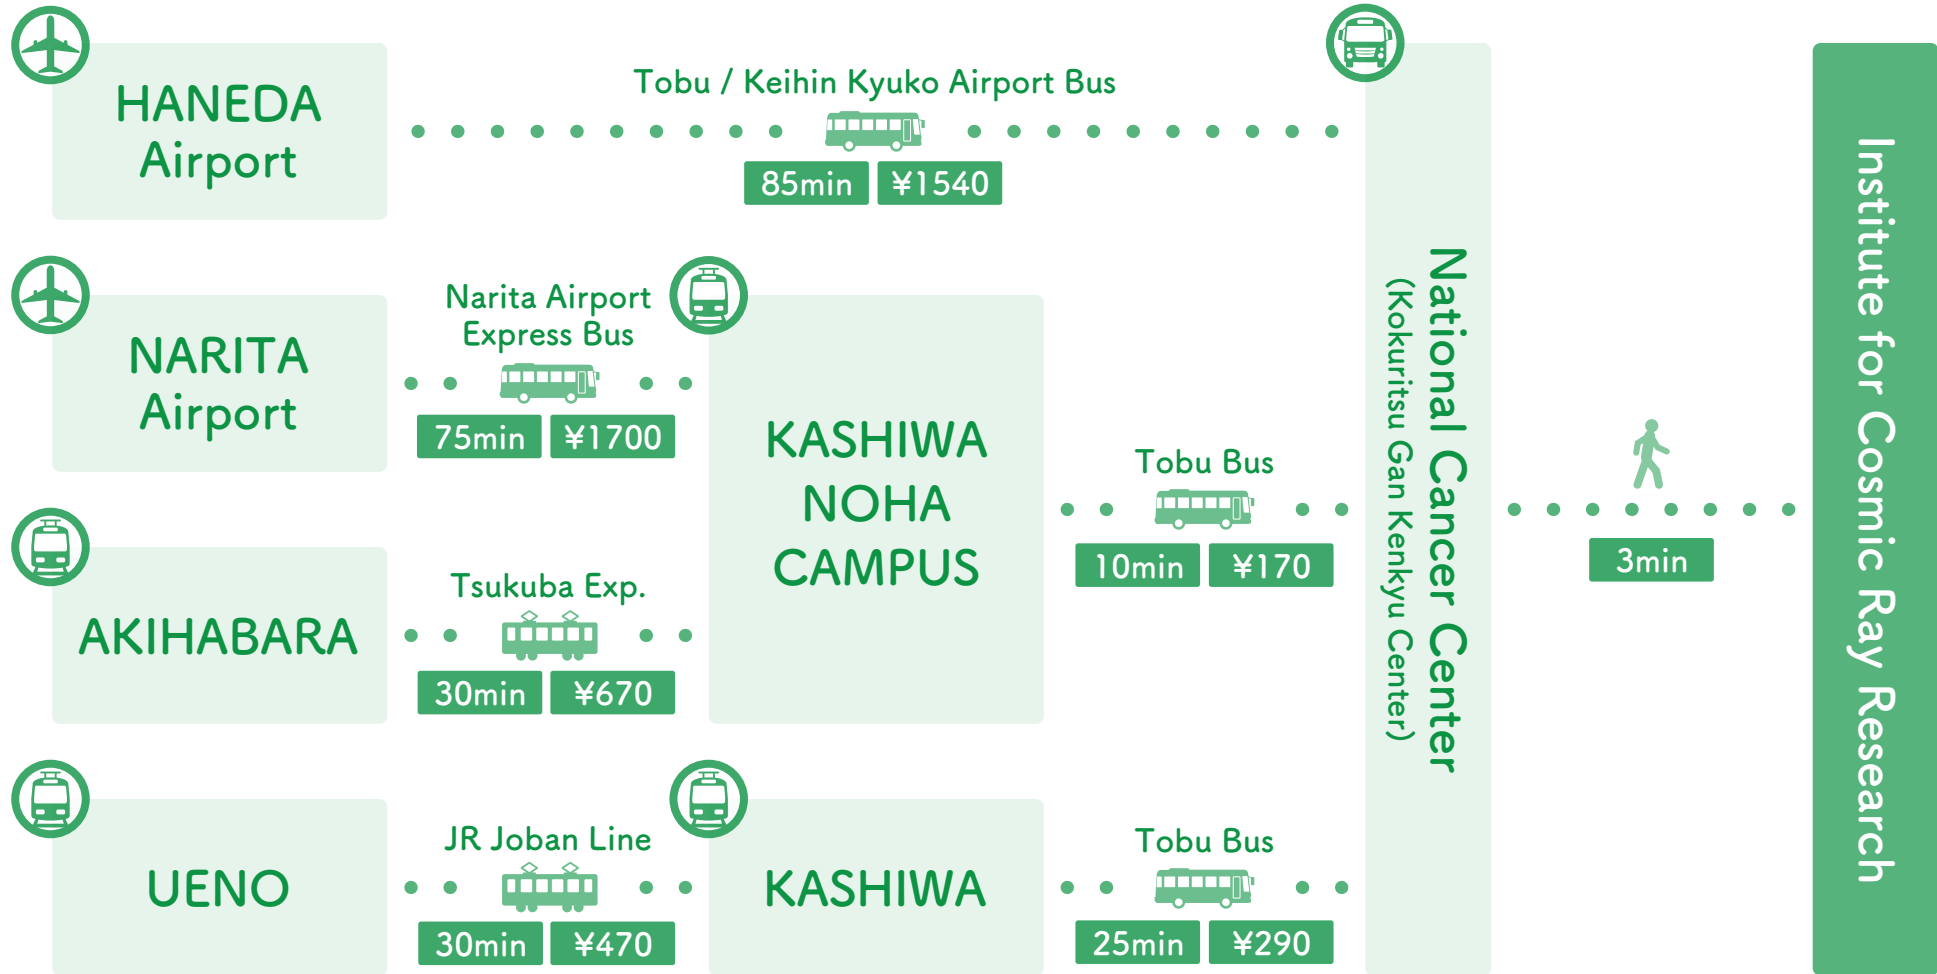 HANEDA
Airport
Tobu / Keihin Kyuko Airport Bus
85min ¥1540
NARITA
Airport
Narita Airport
Express Bus
75min ¥1700
AKIHABARA
Tsukuba Exp.
30min ¥670
KASHIWA
NOHA
CAMPUS
Tobu Bus
10min ¥170
UENO
JR Joban Line
30min ¥470
KASHIWA
Tobu Bus
25min ¥290
National Cancer Center
(Kokuritsu Gan Kenkyu Center)
3min
Institute for Cosmic Ray Research